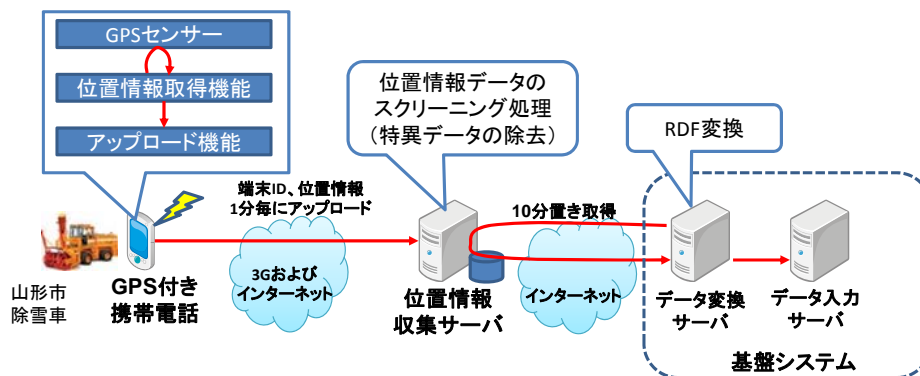 GPSセンサー
位置情報取得機能
アップロード機能
位置情報データの
スクリーニング処理
(特異データの除去)
RDF変換
端末ID、位置情報
1分毎にアップロード
10分置き取得
3Gおよび
インターネット
インターネット
山形市
除雪車
GPS付き
携帯電話
位置情報
収集サーバ
データ変換
サーバ
データ入力
サーバ
基盤システム